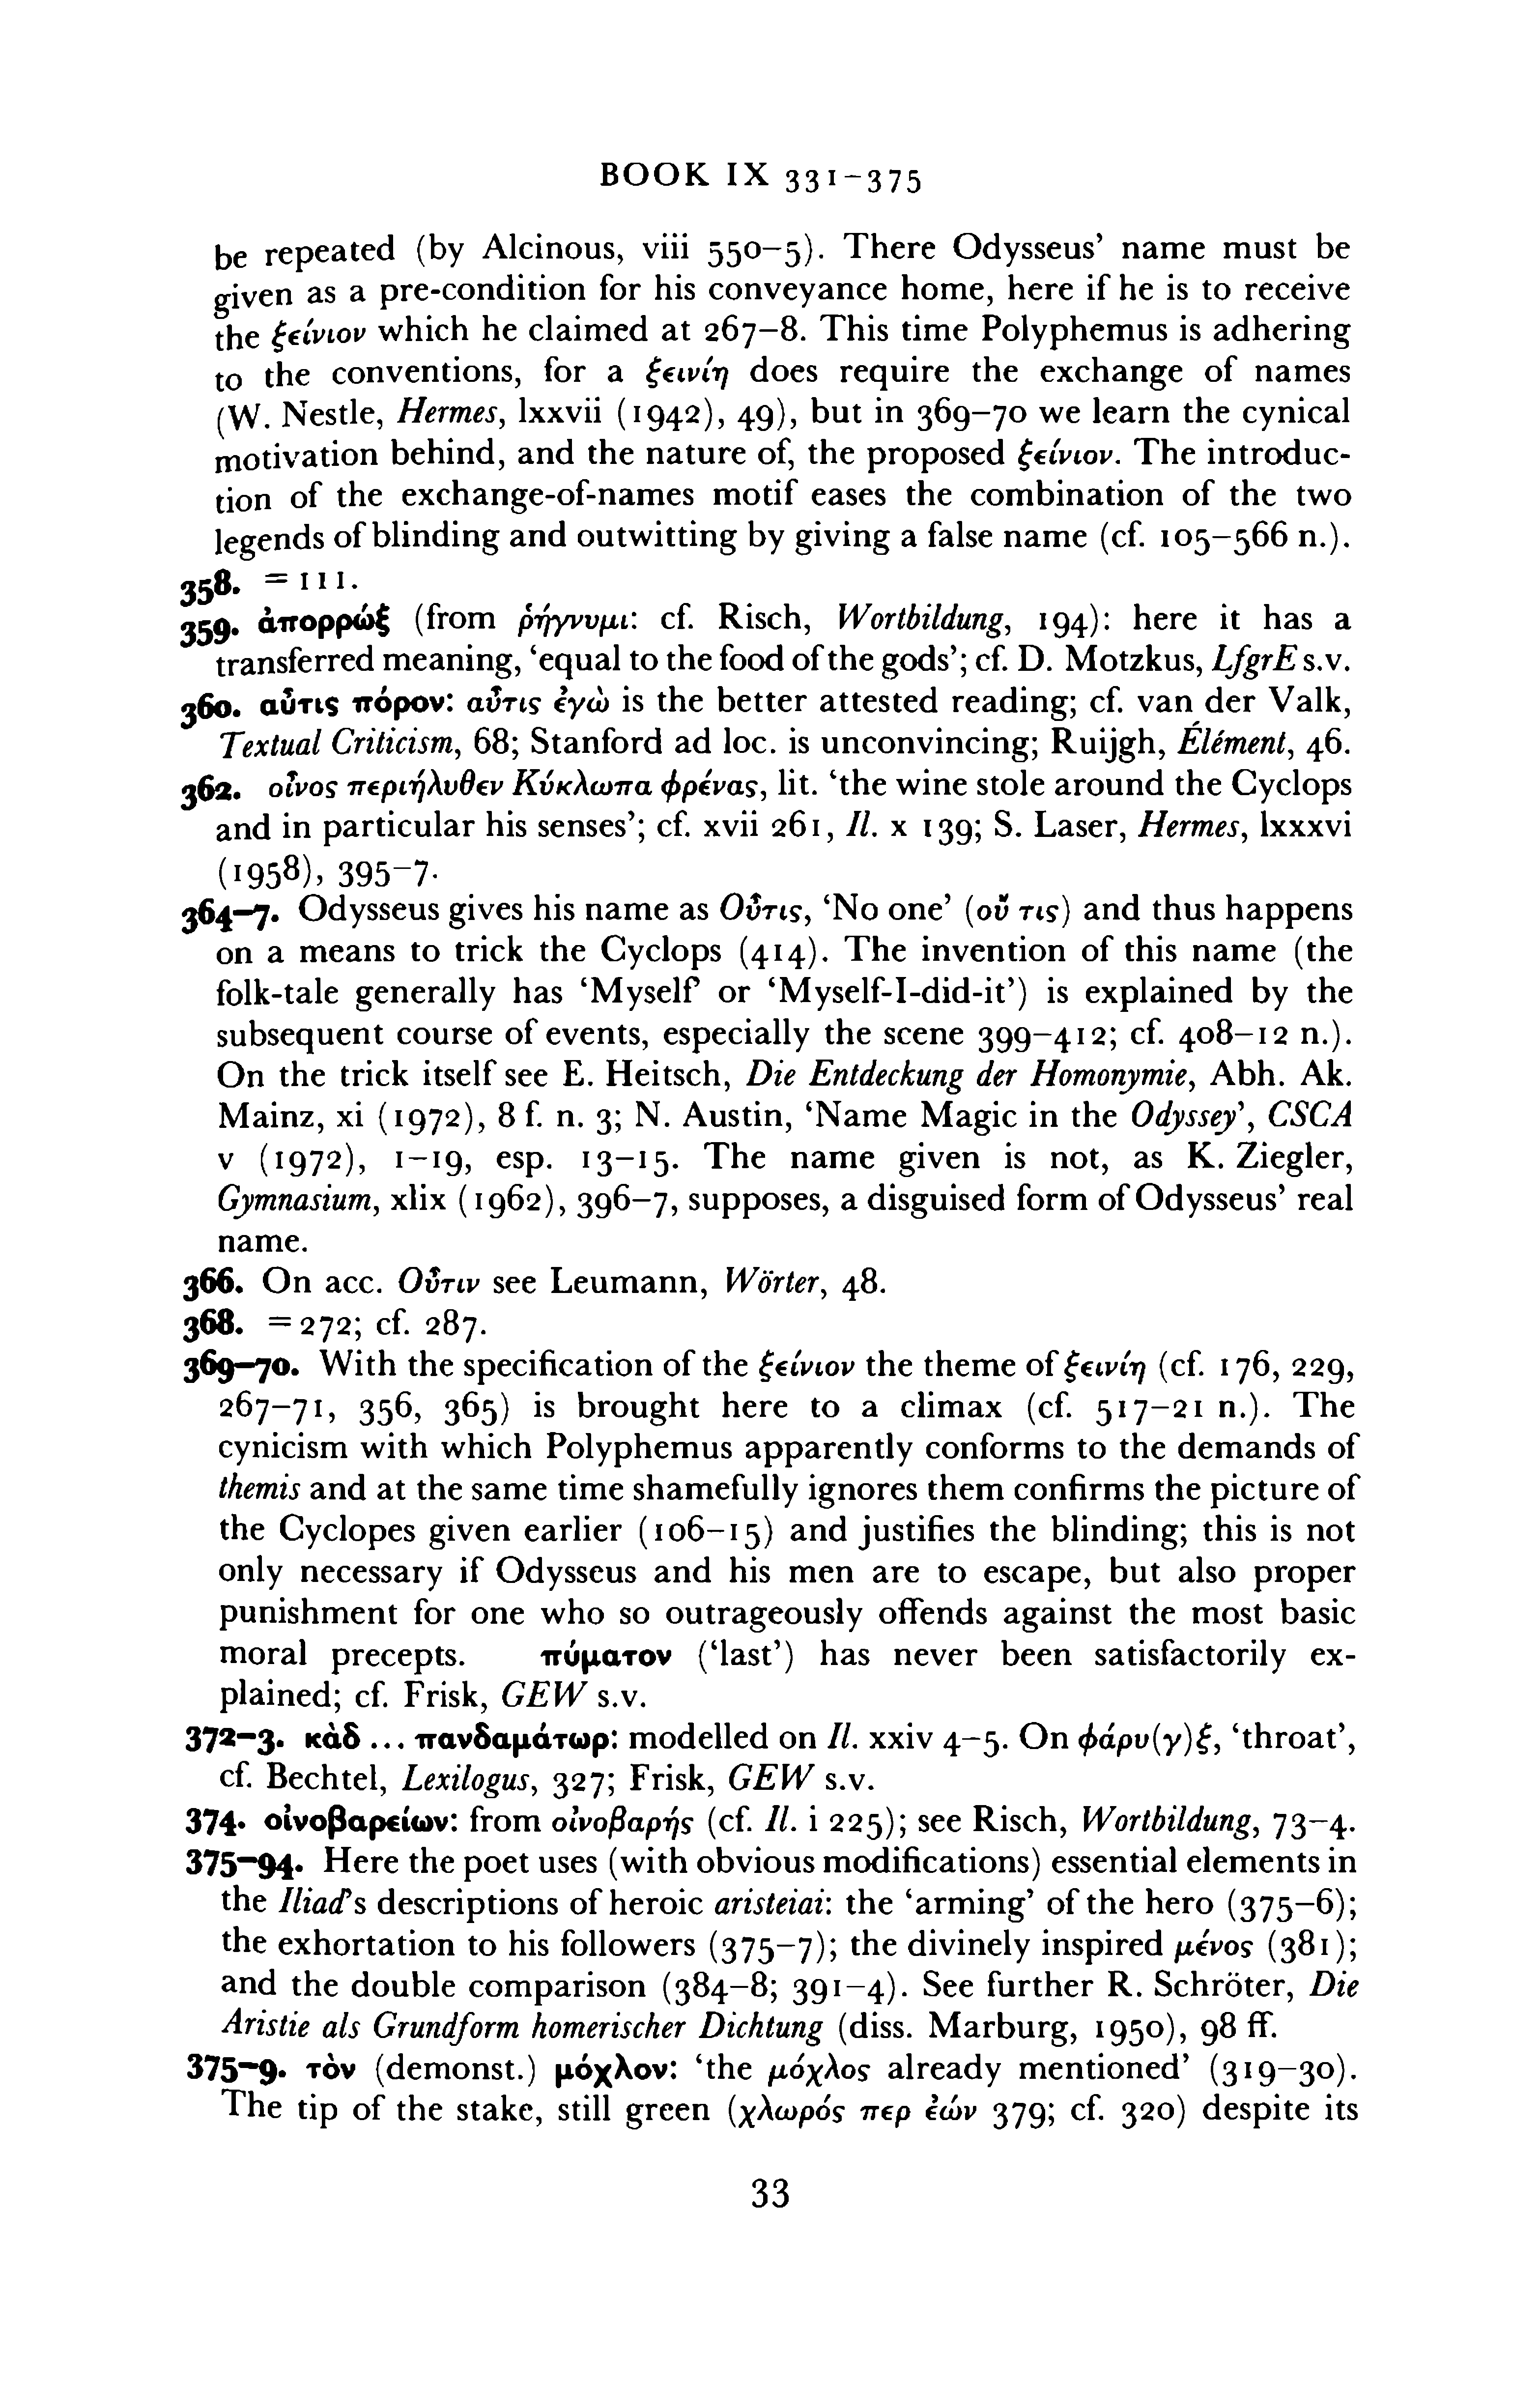 BOOK IX 331–375
be repeated (by Alcinous, viii 550–5). There Odysseus’ name must be
given as a pre-condition for his conveyance home, here if he is to receive
the ξείνιον which he claimed at 267–8. This time Polyphemus is adhering
to the conventions, for a ξεινίη does require the exchange of names
(W. Nestle, Hermes, lxxvii (1942), 49), but in 369–70 we learn the cynical
motivation behind, and the nature of, the proposed ξείνιον. The introduc-
tion of the exchange-of-names motif eases the combination of the two
legends of blinding and outwitting by giving a false name (cf. 105–566 n.).
358. = 111.
359. ἀπορρώξ (from ῥήγνυμι: cf. Risch, Wortbildung, 194): here it has a
transferred meaning, ‘equal to the food of the gods’; cf. D. Motzkus, LfgrE s.v.
360. αὖτις πόρον: αὖτις ἐγὼ is the better attested reading; cf. van der Valk,
Textual Criticism, 68; Stanford ad loc. is unconvincing; Ruijgh, Élément, 46.
362. οἶνος περιήλυθεν Κύκλωπα φρένας, lit. ‘the wine stole around the Cyclops
and in particular his senses’; cf. xvii 261, Il. x 139; S. Laser, Hermes, lxxxvi
(1958), 395–7.
364–7. Odysseus gives his name as Οὖτις, ‘No one’ (οὔ τις) and thus happens
on a means to trick the Cyclops (414). The invention of this name (the
folk-tale generally has ‘Myself’ or ‘Myself-I-did-it’) is explained by the
subsequent course of events, especially the scene 399–412; cf. 408–12 n.).
On the trick itself see E. Heitsch, Die Entdeckung der Homonymie, Abh. Ak.
Mainz, xi (1972), 8 f. n. 3; N. Austin, ‘Name Magic in the Odyssey’, CSCA
v (1972), 1–19, esp. 13–15. The name given is not, as K. Ziegler,
Gymnasium, xlix (1962), 396–7, supposes, a disguised form of Odysseus’ real
name.
366. On acc. Οὖτιν see Leumann, Wörter, 48.
368. = 272; cf. 287.
369–70. With the specification of the ξείνιον the theme of ξεινίη (cf. 176, 229,
267–71, 356, 365) is brought here to a climax (cf. 517–21 n.). The
cynicism with which Polyphemus apparently conforms to the demands of
themis and at the same time shamefully ignores them confirms the picture of
the Cyclopes given earlier (106–15) and justifies the blinding; this is not
only necessary if Odysseus and his men are to escape, but also proper
punishment for one who so outrageously offends against the most basic
moral precepts. πύματον (‘last’) has never been satisfactorily ex-
plained; cf. Frisk, GEW s.v.
372–3. κὰδ ... πανδαμάτωρ: modelled on Il. xxiv 4–5. On φάρυ(γ)ξ, ‘throat’,
cf. Bechtel, Lexilogus, 327; Frisk, GEW s.v.
374. οἰνοβαρείων: from οἰνοβαρής (cf. Il. i 225); see Risch, Wortbildung, 73–4.
375–94. Here the poet uses (with obvious modifications) essential elements in
the Iliad’s descriptions of heroic aristeiai: the ‘arming’ of the hero (375–6);
the exhortation to his followers (375–7); the divinely inspired μένος (381);
and the double comparison (384–8; 391–4). See further R. Schröter, Die
Aristie als Grundform homerischer Dichtung (diss. Marburg, 1950), 98 ff.
375–9. τὸν (demonst.) μόχλον: ‘the μόχλος already mentioned’ (319–30).
The tip of the stake, still green (χλωρός περ ἐών 379; cf. 320) despite its
33